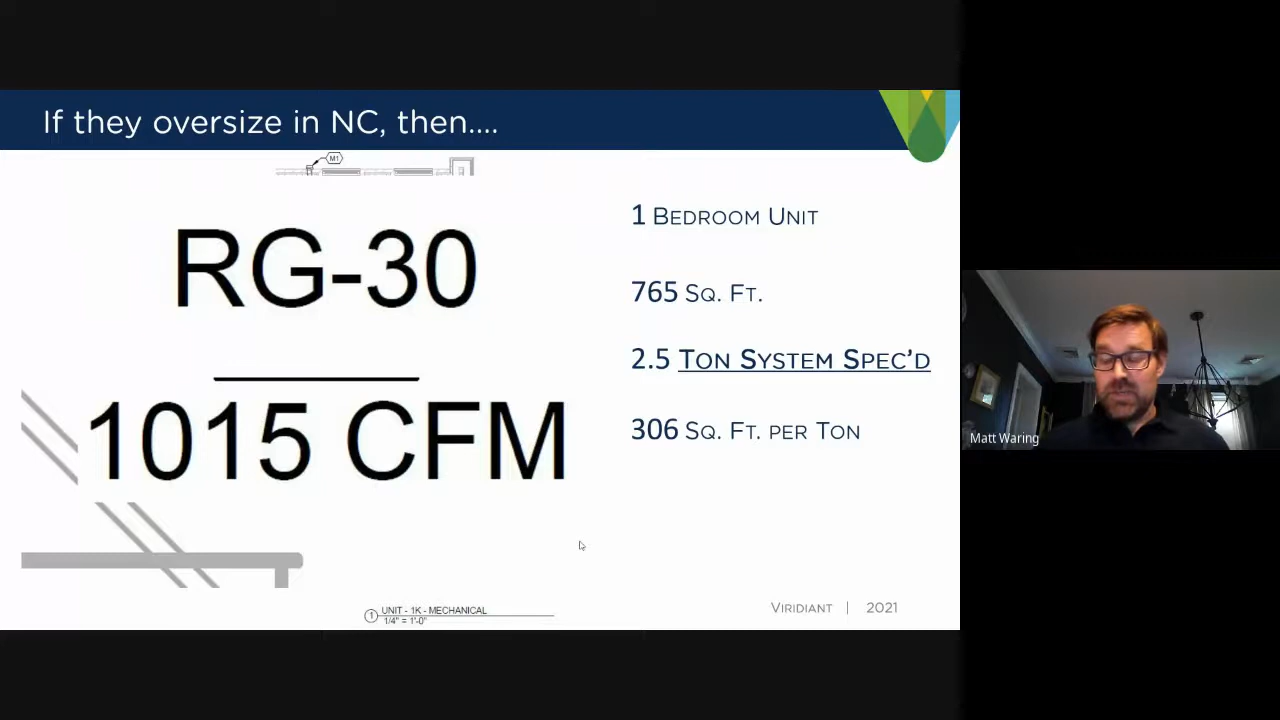 If they oversize in NC, then....
M1
RG-30
1015 CFM
1 Bedroom Unit
765 Sq. Ft.
2.5 Ton System Spec'd
306 Sq. Ft. per Ton
1
UNIT - 1K - MECHANICAL
1/4" = 1'-0"
Viridiant | 2021
Matt Waring